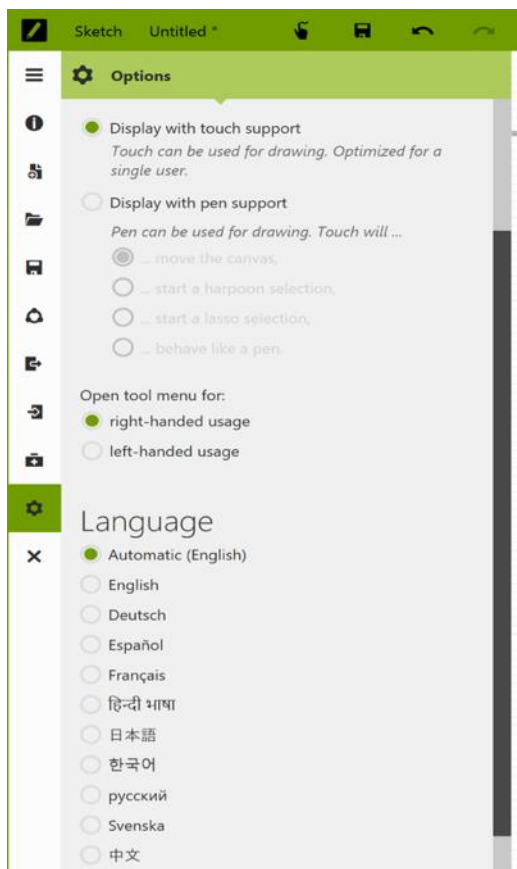 Sketch Untitled *
Options
Display with touch support
Touch can be used for drawing. Optimized for a
single user.
Display with pen support
Pen can be used for drawing. Touch will ...
... move the canvas,
... start a harpoon selection,
... start a lasso selection,
... behave like a pen.
Open tool menu for:
right-handed usage
left-handed usage
Language
Automatic (English)
English
Deutsch
Español
Français
हिन्दी भाषा
日本語
한국어
русский
Svenska
中文